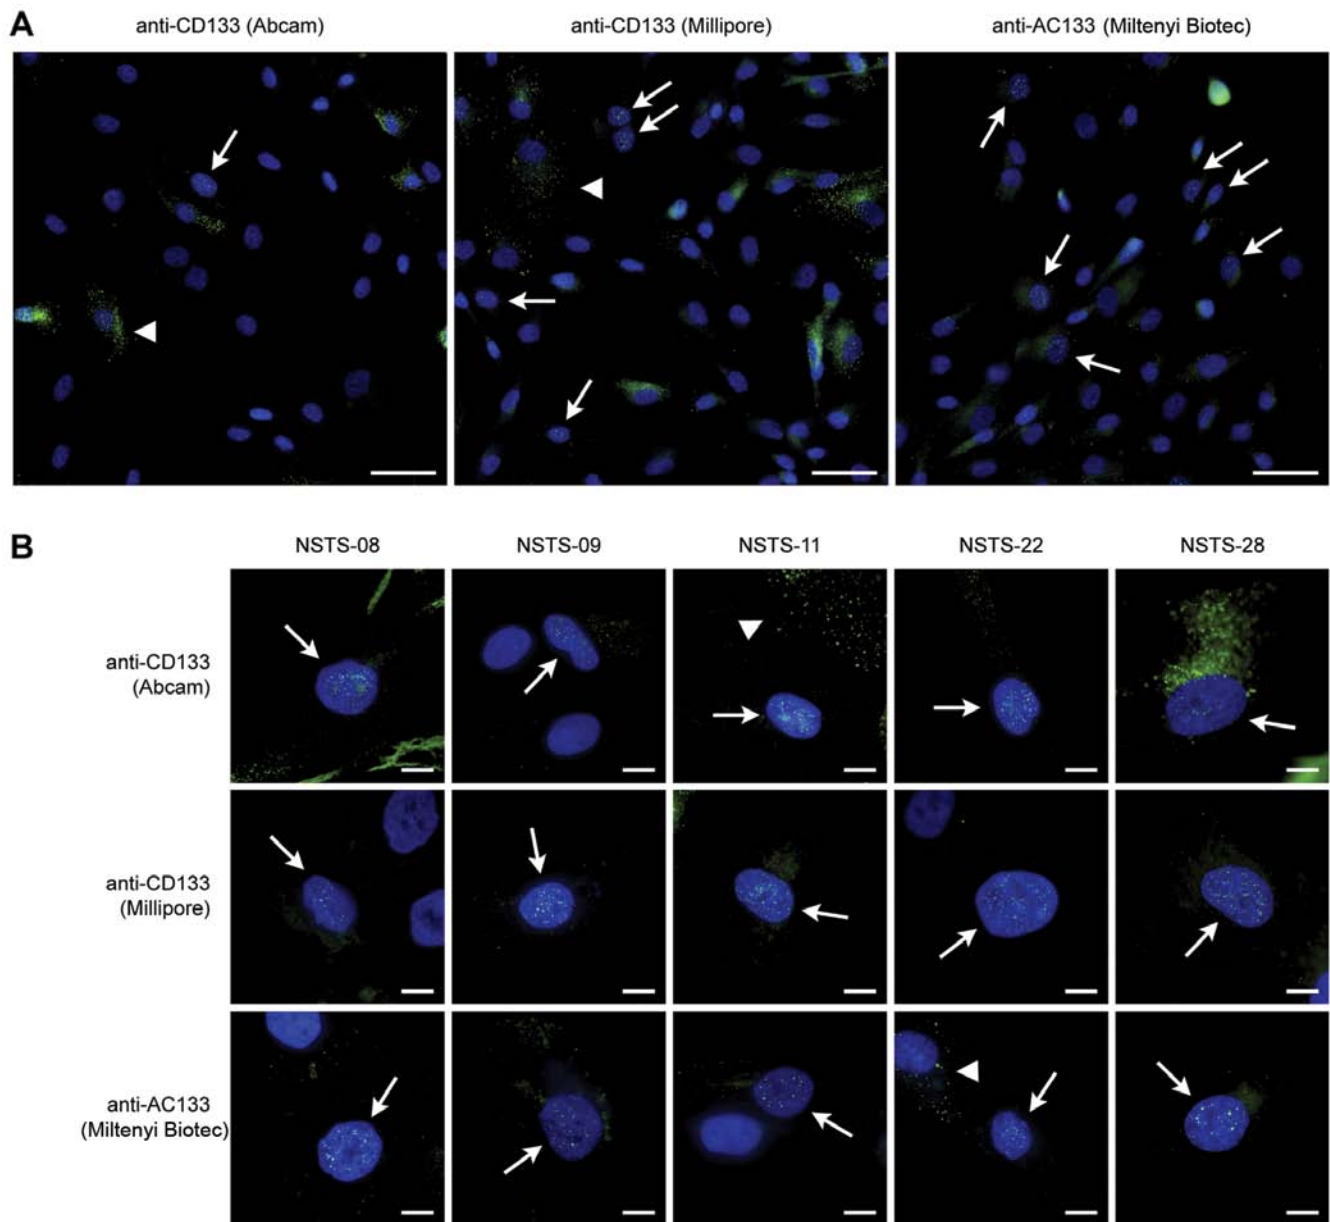 A
anti-CD133 (Abcam)
anti-CD133 (Millipore)
anti-AC133 (Miltenyi Biotec)
B
NSTS-08
NSTS-09
NSTS-11
NSTS-22
NSTS-28
anti-CD133
(Abcam)
anti-CD133
(Millipore)
anti-AC133
(Miltenyi Biotec)